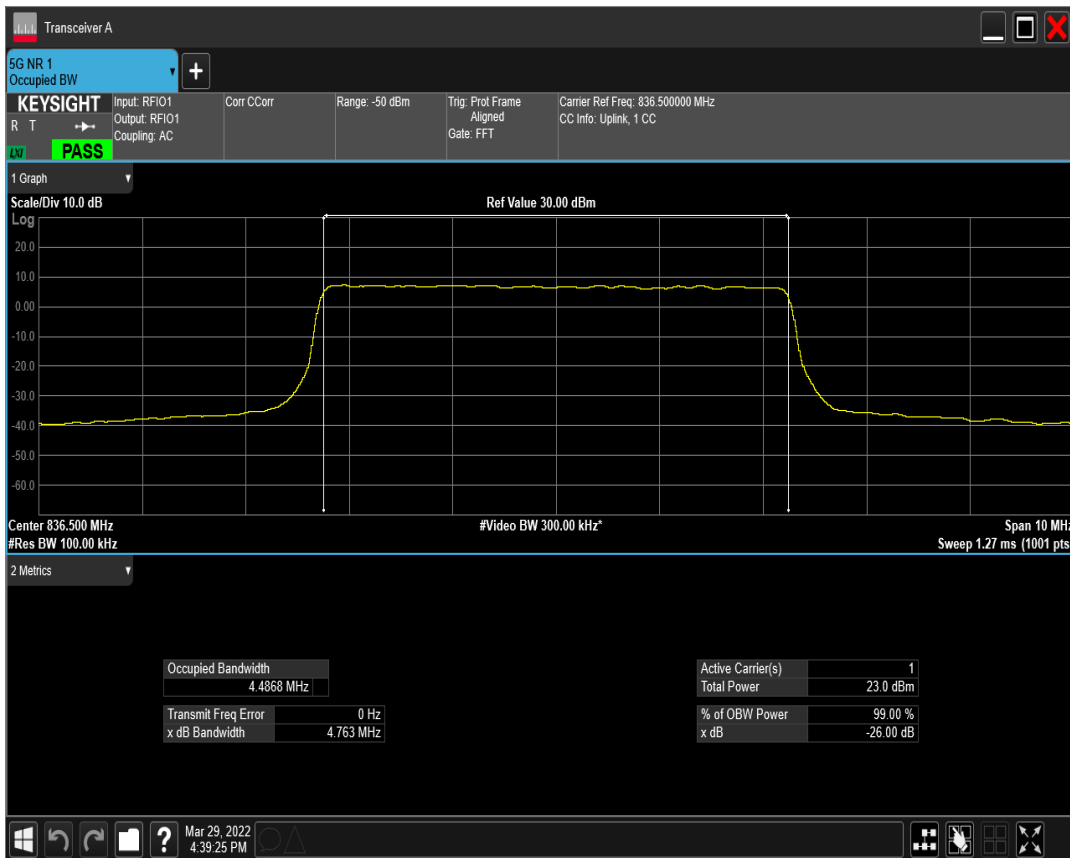 Transceiver A
5G NR 1
Occupied BW
+
KEYSIGHT
R T
LXI
PASS
Input: RFIO1
Output: RFIO1
Coupling: AC
Corr CCorr
Range: -50 dBm
Trig: Prot Frame
Aligned
Gate: FFT
Carrier Ref Freq: 836.500000 MHz
CC Info: Uplink, 1 CC
1 Graph
Scale/Div 10.0 dB
Ref Value 30.00 dBm
Log
20.0
10.0
0.00
-10.0
-20.0
-30.0
-40.0
-50.0
-60.0
Center 836.500 MHz
#Video BW 300.00 kHz*
Span 10 MHz
#Res BW 100.00 kHz
Sweep 1.27 ms (1001 pts
2 Metrics
Occupied Bandwidth
4.4868 MHz
Transmit Freq Error 0 Hz
x dB Bandwidth 4.763 MHz
Active Carrier(s) 1
Total Power 23.0 dBm
% of OBW Power 99.00 %
x dB -26.00 dB
?
Mar 29, 2022
4:39:25 PM